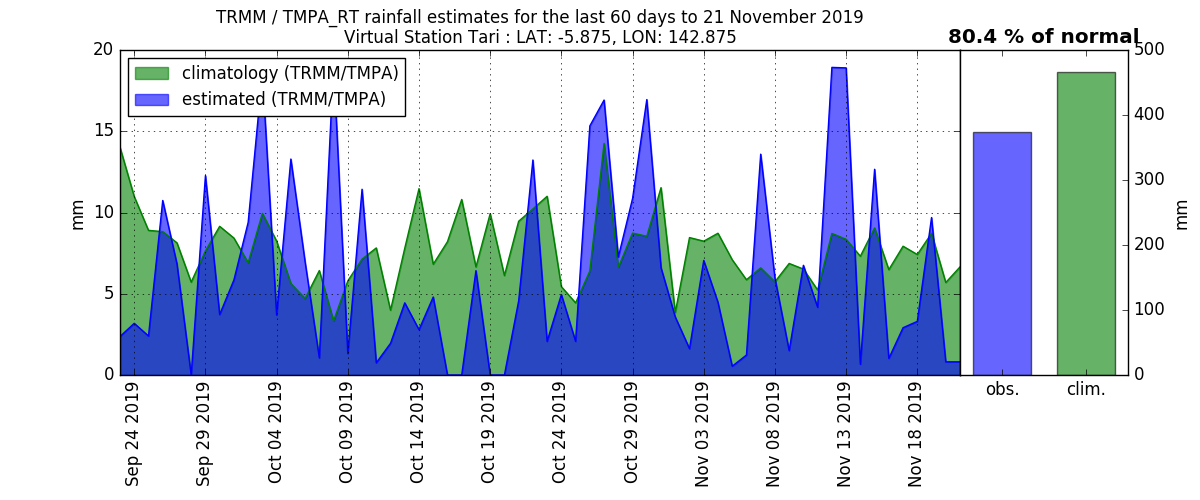 TRMM / TMPA_RT rainfall estimates for the last 60 days to 21 November 2019
Virtual Station Tari : LAT: -5.875, LON: 142.875
80.4 % of normal
climatology (TRMM/TMPA)
estimated (TRMM/TMPA)
20
15
10
5
0
mm
Sep 24 2019
Sep 29 2019
Oct 04 2019
Oct 09 2019
Oct 14 2019
Oct 19 2019
Oct 24 2019
Oct 29 2019
Nov 03 2019
Nov 08 2019
Nov 13 2019
Nov 18 2019
500
400
300
200
100
0
mm
obs.
clim.